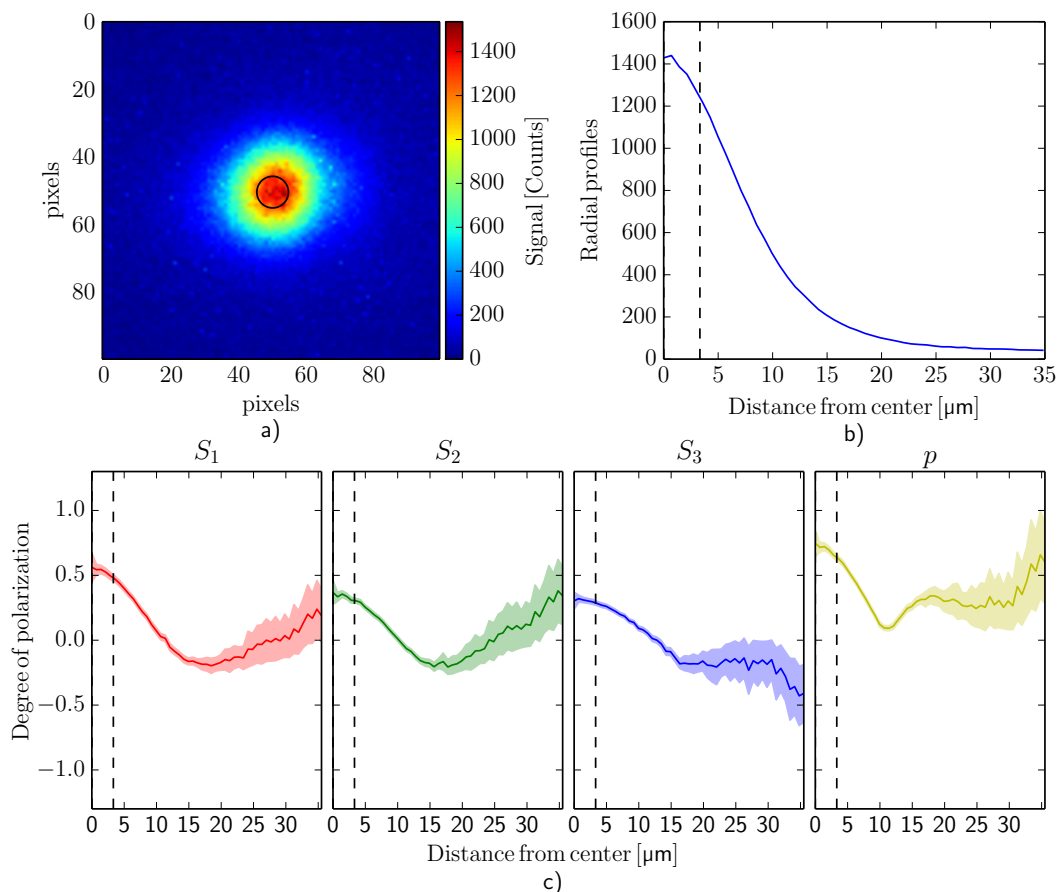 0
20
40
60
80
0
20
40
60
80
pixels
pixels
0
200
400
600
800
1000
1200
1400
Signal [Counts]
a)
0
200
400
600
800
1000
1200
1400
1600
Radial profiles
0 5 10 15 20 25 30 35
Distance from center [µm]
b)
S1
S2
S3
p
1.0
0.5
0.0
−0.5
−1.0
Degree of polarization
0 5 10 15 20 25 30
0 5 10 15 20 25 30
0 5 10 15 20 25 30
0 5 10 15 20 25 30
Distance from center [µm]
c)